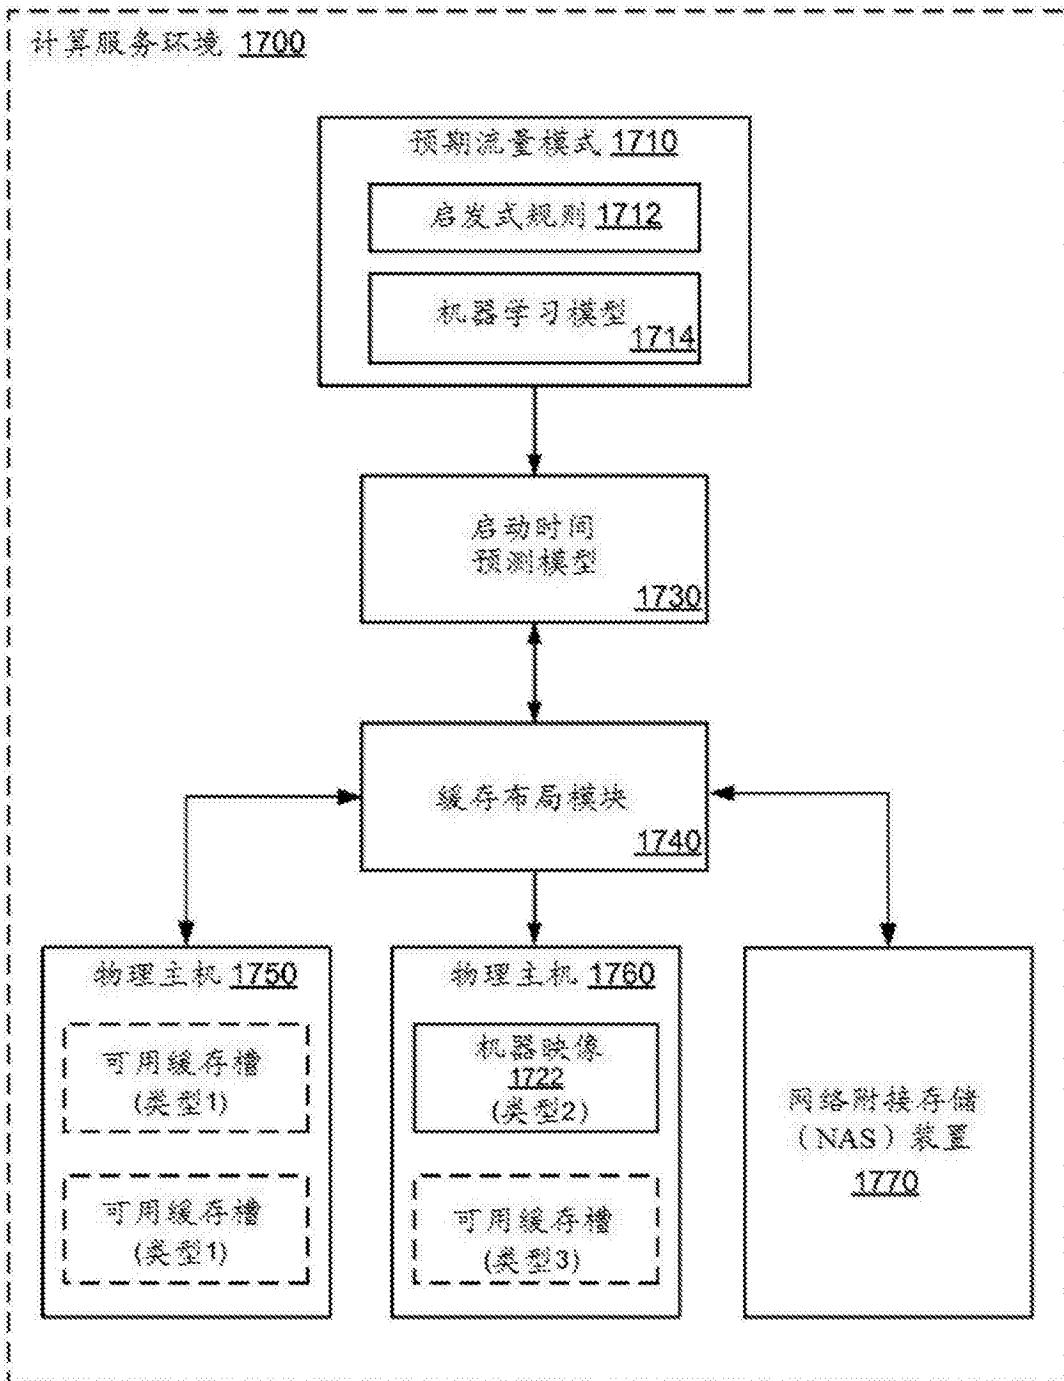 计算服务环境 1700
预期流量模式 1710
启发式规则 1712
机器学习模型
1714
启动时间
预测模型
1730
缓存布局模块
1740
物理主机 1750
可用缓存槽
(类型1)
可用缓存槽
(类型1)
物理主机 1760
机器映像
1722
(类型2)
可用缓存槽
(类型3)
网络附接存储
（NAS）装置
1770